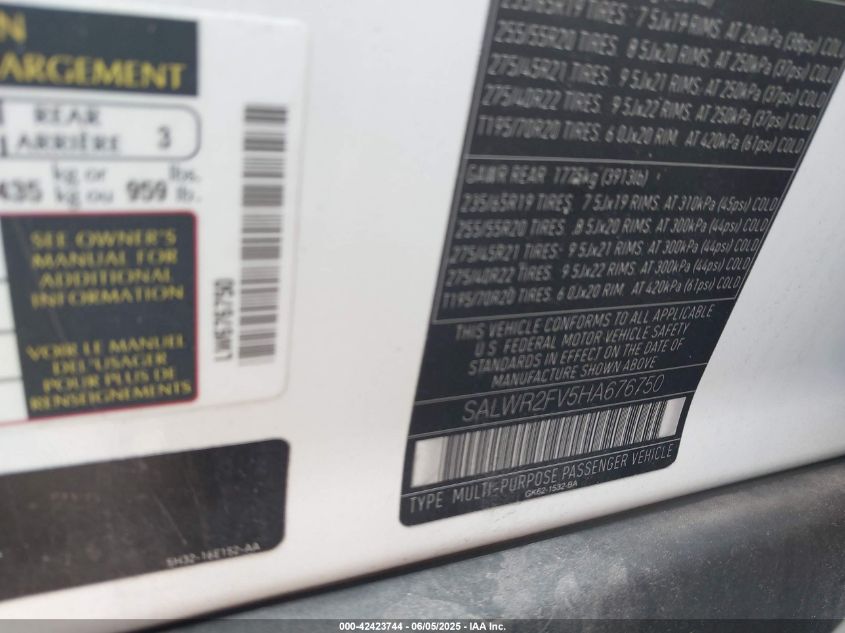 N
ARGEMENT
REAR
ARRIÈRE 3
435 kg or kg ou 959 lbs. lb.
SEE OWNER'S
MANUAL FOR
ADDITIONAL
INFORMATION
VOIR LE MANUEL
DE L'USAGER
POUR PLUS DE
RENSEIGNEMENTS
LW676750
SH32-16E152-AA
TIRES: 7 5Jx19 RIMS. AT 260kPa COLD
255/55R20 TIRES: 8 5Jx20 RIMS. AT 250kPa (37psi) COLD
275/45R21 TIRES: 9 5Jx21 RIMS. AT 250kPa (37psi) COLD
275/40R22 TIRES: 9 5Jx22 RIMS. AT 250kPa (37psi) COLD
T195/70R20 TIRES: 6 0Jx20 RIM. AT 420kPa (61psi) COLD
GAWR REAR (3913lb)
235/65R19 TIRES: 7 5Jx19 RIMS. AT 310kPa (45psi) COLD
255/55R20 TIRES: 8 5Jx20 RIMS. AT 300kPa (44psi) COLD
275/45R21 TIRES: 9 5Jx21 RIMS. AT 300kPa (44psi) COLD
275/40R22 TIRES: 9 5Jx22 RIMS. AT 300kPa (44psi) COLD
T195/70R20 TIRES: 6 0Jx20 RIM. AT 420kPa (61psi) COLD
THIS VEHICLE CONFORMS TO ALL APPLICABLE
U.S. FEDERAL MOTOR VEHICLE SAFETY
STANDARDS IN EFFECT ON THE DATE OF
MANUFACTURE SHOWN ABOVE
SALWR2FV5HA676750
TYPE MULTI-PURPOSE PASSENGER VEHICLE
GK62-1532-BA
000-42423744 - 06/05/2025 - IAA Inc.